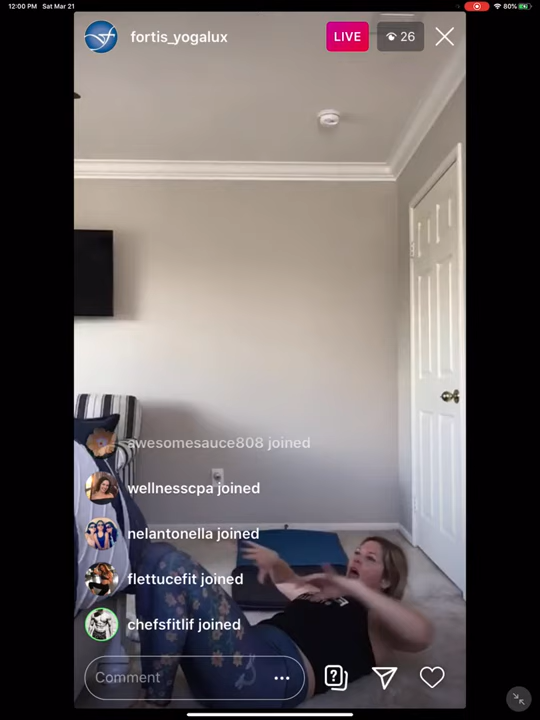 12:00 PM Sat Mar 21
80%
fortis_yogalux
LIVE
26
awesomesauce808 joined
wellnesscpa joined
nelantonella joined
flettucefit joined
chefsfitlif joined
Comment